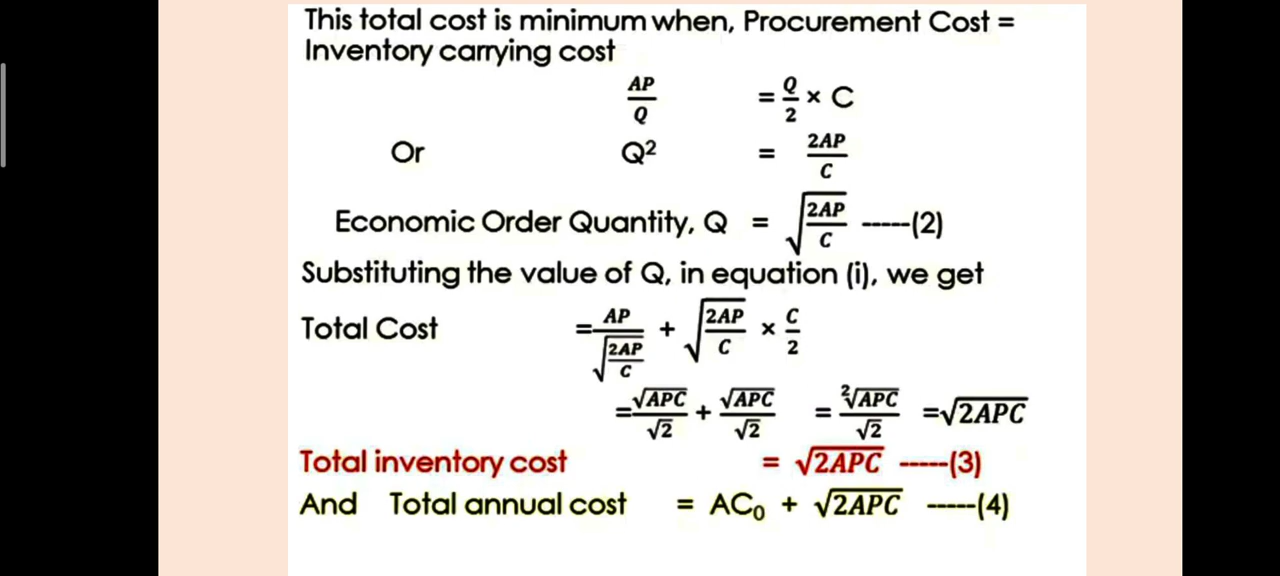 This total cost is minimum when, Procurement Cost =
Inventory carrying cost
AP/Q = Q/2 × C
Or Q² = 2AP/C
Economic Order Quantity, Q = √(2AP/C) -----(2)
Substituting the value of Q, in equation (i), we get
Total Cost = AP/√(2AP/C) + √(2AP/C) × C/2
= √APC/√2 + √APC/√2 = ²√APC/√2 = √2APC
Total inventory cost = √2APC -----(3)
And Total annual cost = AC₀ + √2APC -----(4)